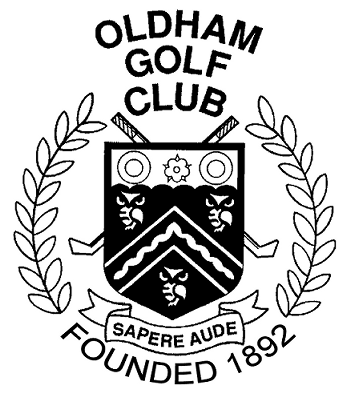 OLDHAM
GOLF
CLUB
SAPERE AUDE
FOUNDED 1892